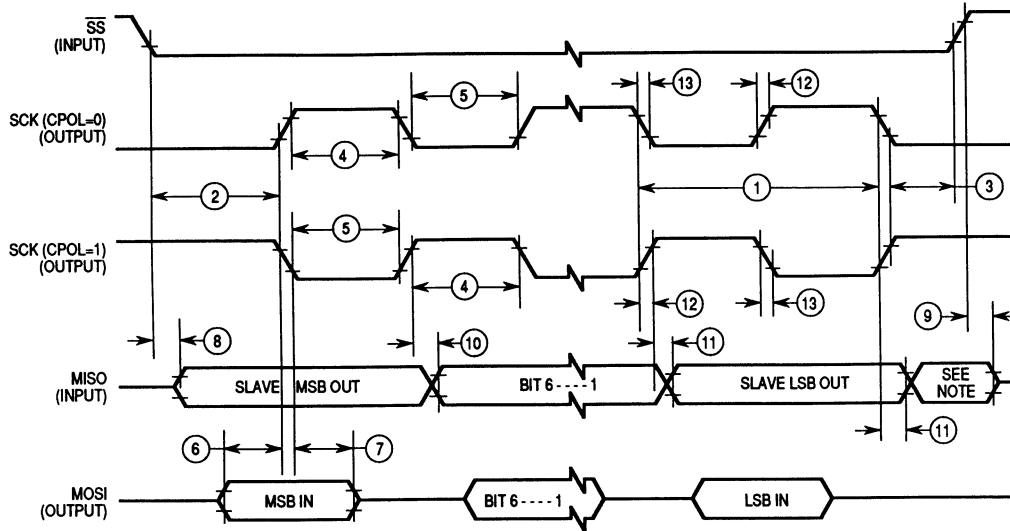 SS
(INPUT)
13
12
5
SCK (CPOL=0)
(OUTPUT)
4
2
1
3
5
SCK (CPOL=1)
(OUTPUT)
4
12
13
9
8
10
11
MISO
(INPUT)
SLAVE MSB OUT
BIT 6 - - - - 1
SLAVE LSB OUT
SEE
NOTE
6
7
11
MOSI
(OUTPUT)
MSB IN
BIT 6 - - - - 1
LSB IN